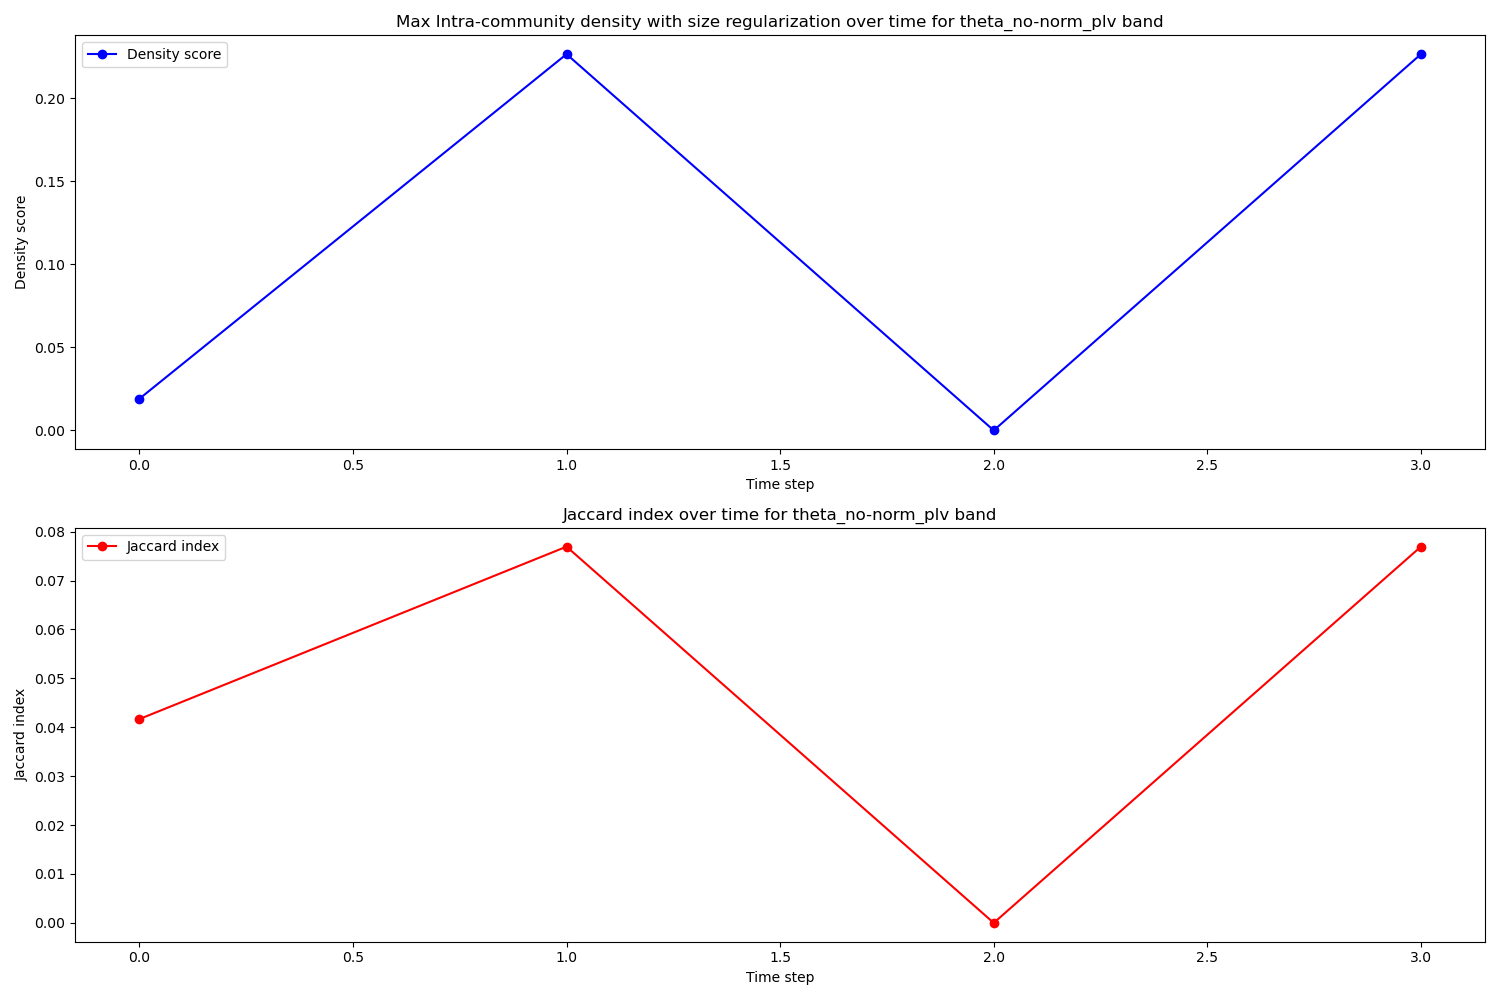 Max Intra-community density with size regularization over time for theta_no-norm_plv band
Density score
0.20
0.15
0.10
0.05
0.00
Density score
0.0 0.5 1.0 1.5 2.0 2.5 3.0
Time step
Jaccard index over time for theta_no-norm_plv band
Jaccard index
0.08
0.07
0.06
0.05
0.04
0.03
0.02
0.01
0.00
Jaccard index
0.0 0.5 1.0 1.5 2.0 2.5 3.0
Time step